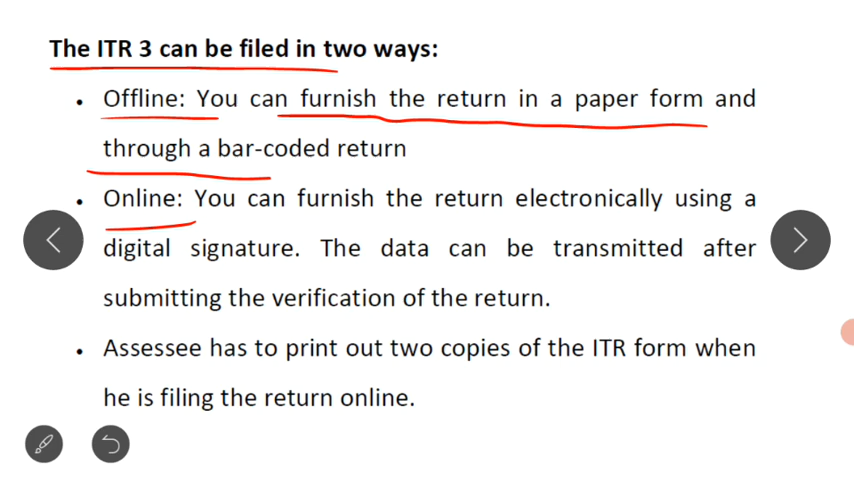 The ITR 3 can be filed in two ways:
• Offline: You can furnish the return in a paper form and
through a bar-coded return
• Online: You can furnish the return electronically using a
digital signature. The data can be transmitted after
submitting the verification of the return.
• Assessee has to print out two copies of the ITR form when
he is filing the return online.